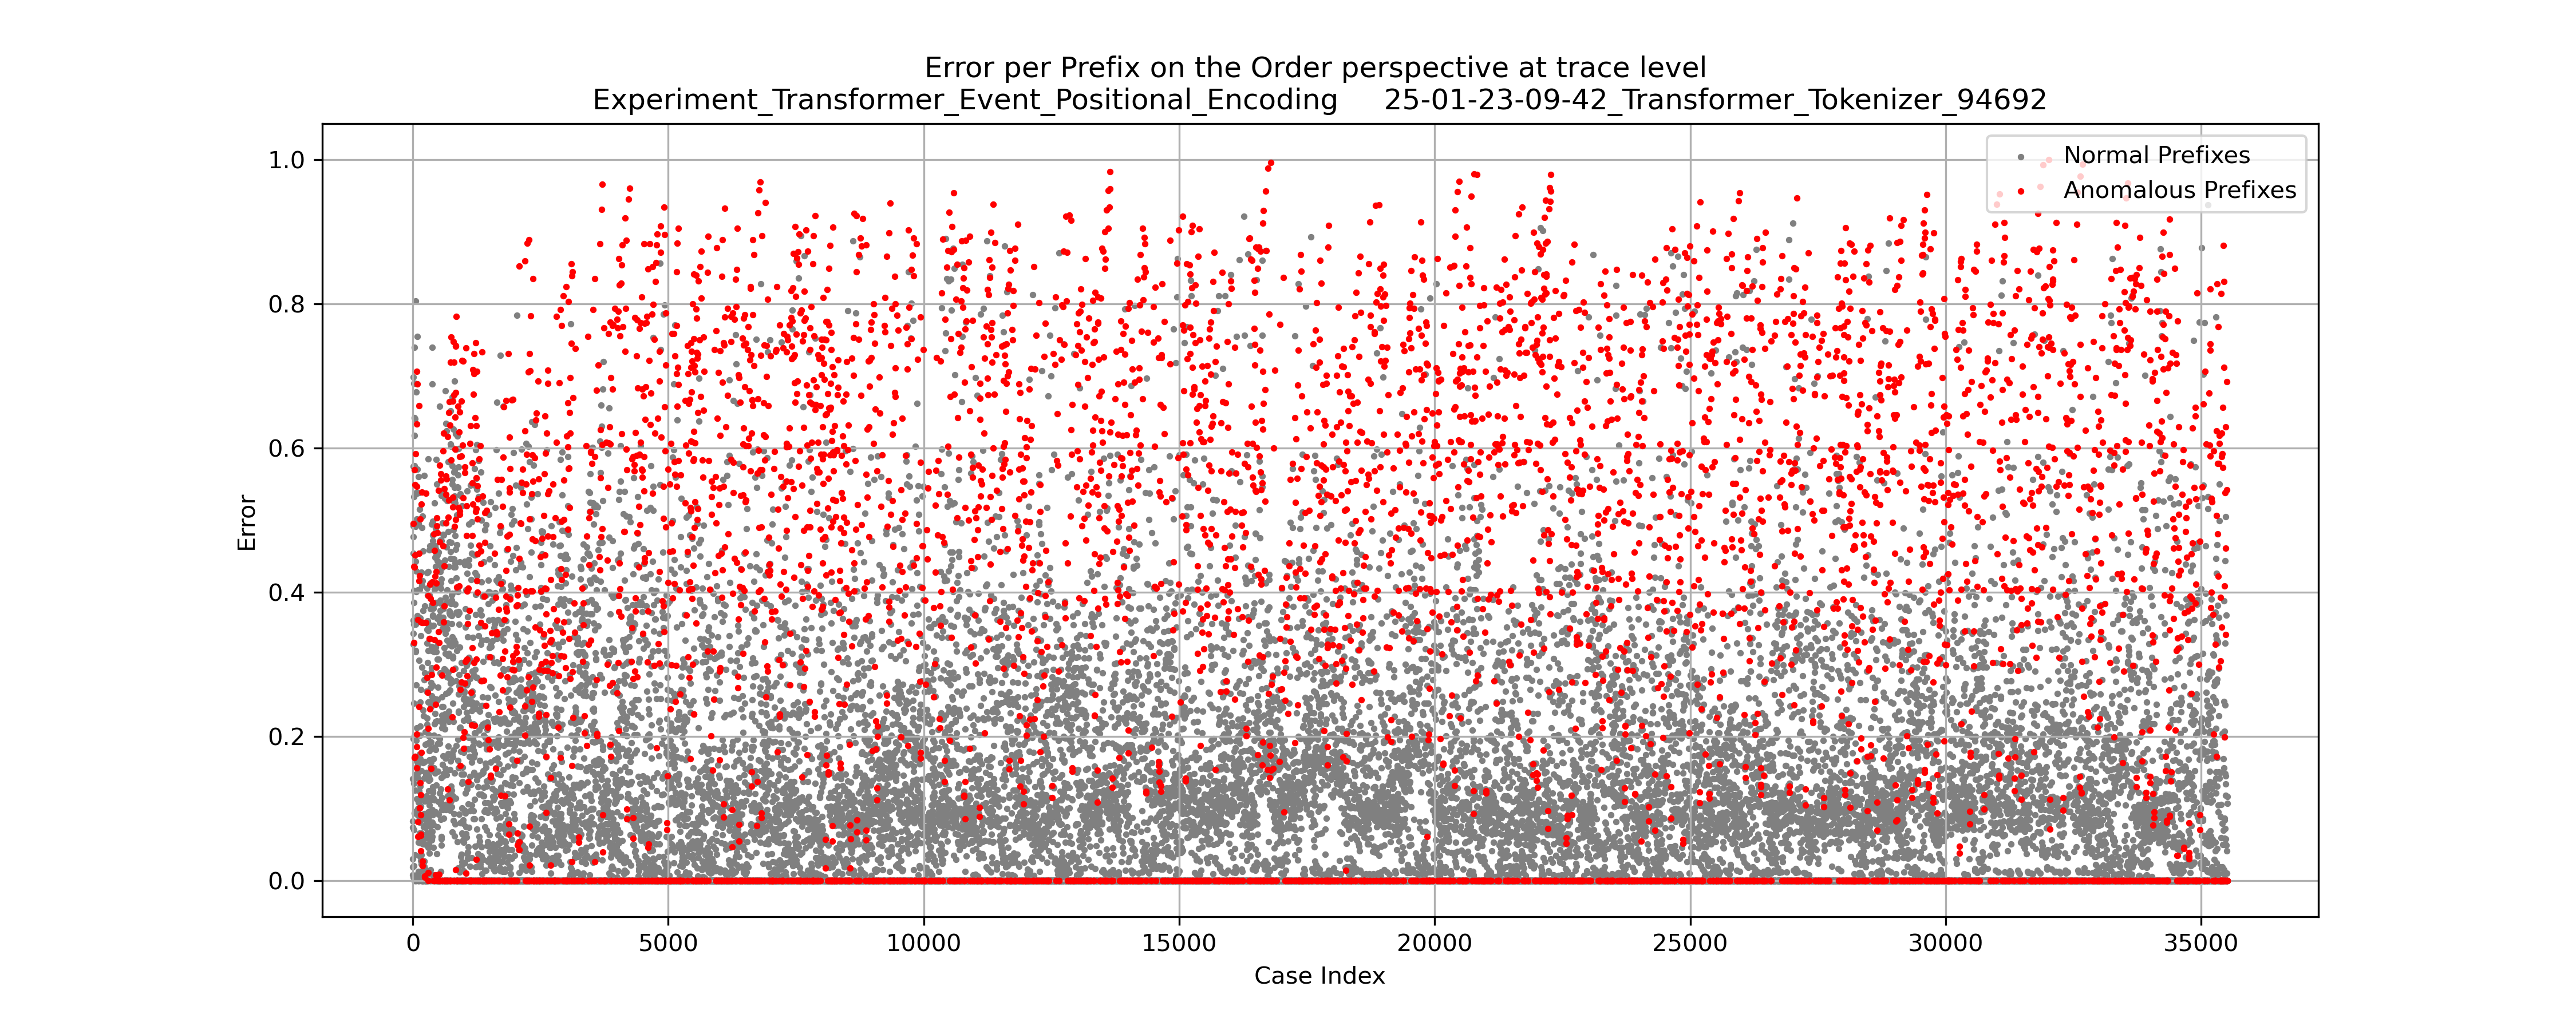 Error per Prefix on the Order perspective at trace level
Experiment_Transformer_Event_Positional_Encoding 25-01-23-09-42_Transformer_Tokenizer_94692
Normal Prefixes
Anomalous Prefixes
1.0
0.8
0.6
0.4
0.2
0.0
Error
0 5000 10000 15000 20000 25000 30000 35000
Case Index